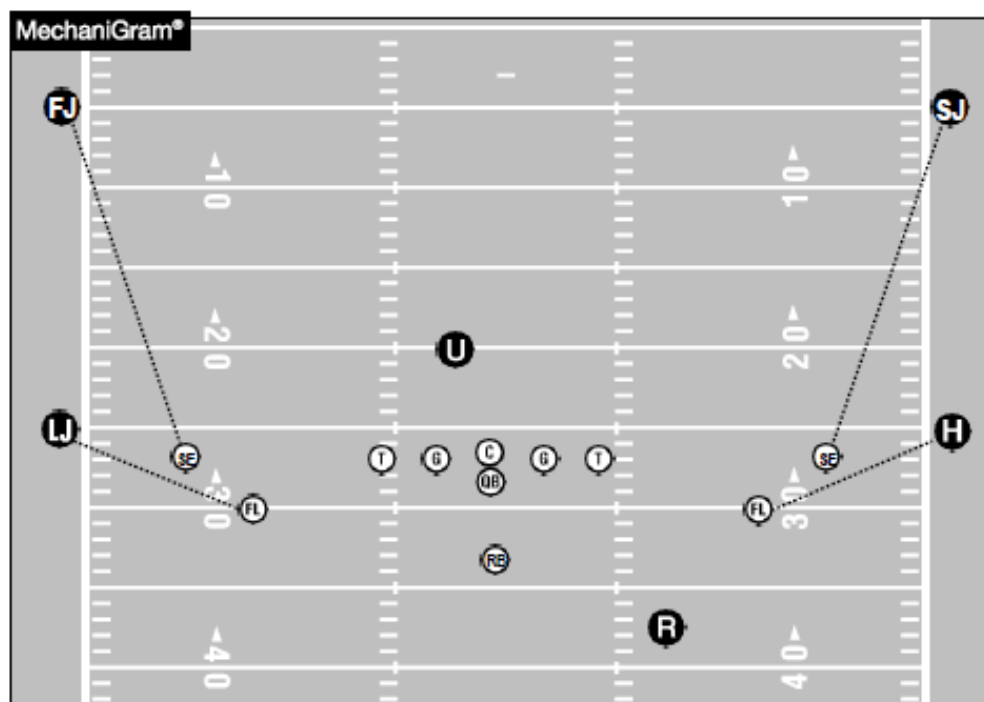 MechaniGram®
FJ SJ
10 10
20 20
U
LJ H
SE T G C G T SE
QB
30 30
FL FL
RB
R
40 40